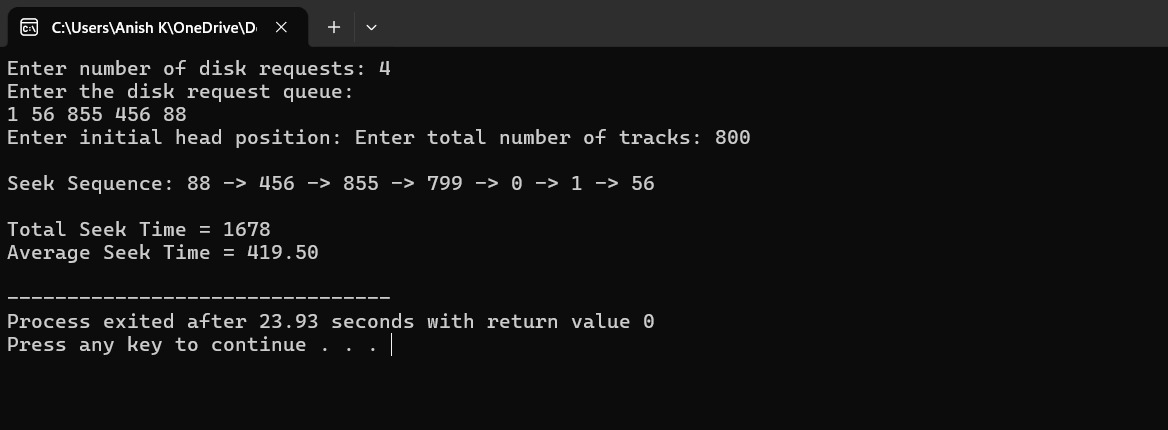 C:\Users\Anish K\OneDrive\D
Enter number of disk requests: 4
Enter the disk request queue:
1 56 855 456 88
Enter initial head position: Enter total number of tracks: 800
Seek Sequence: 88 -> 456 -> 855 -> 799 -> 0 -> 1 -> 56
Total Seek Time = 1678
Average Seek Time = 419.50
--------------------------------
Process exited after 23.93 seconds with return value 0
Press any key to continue . . .